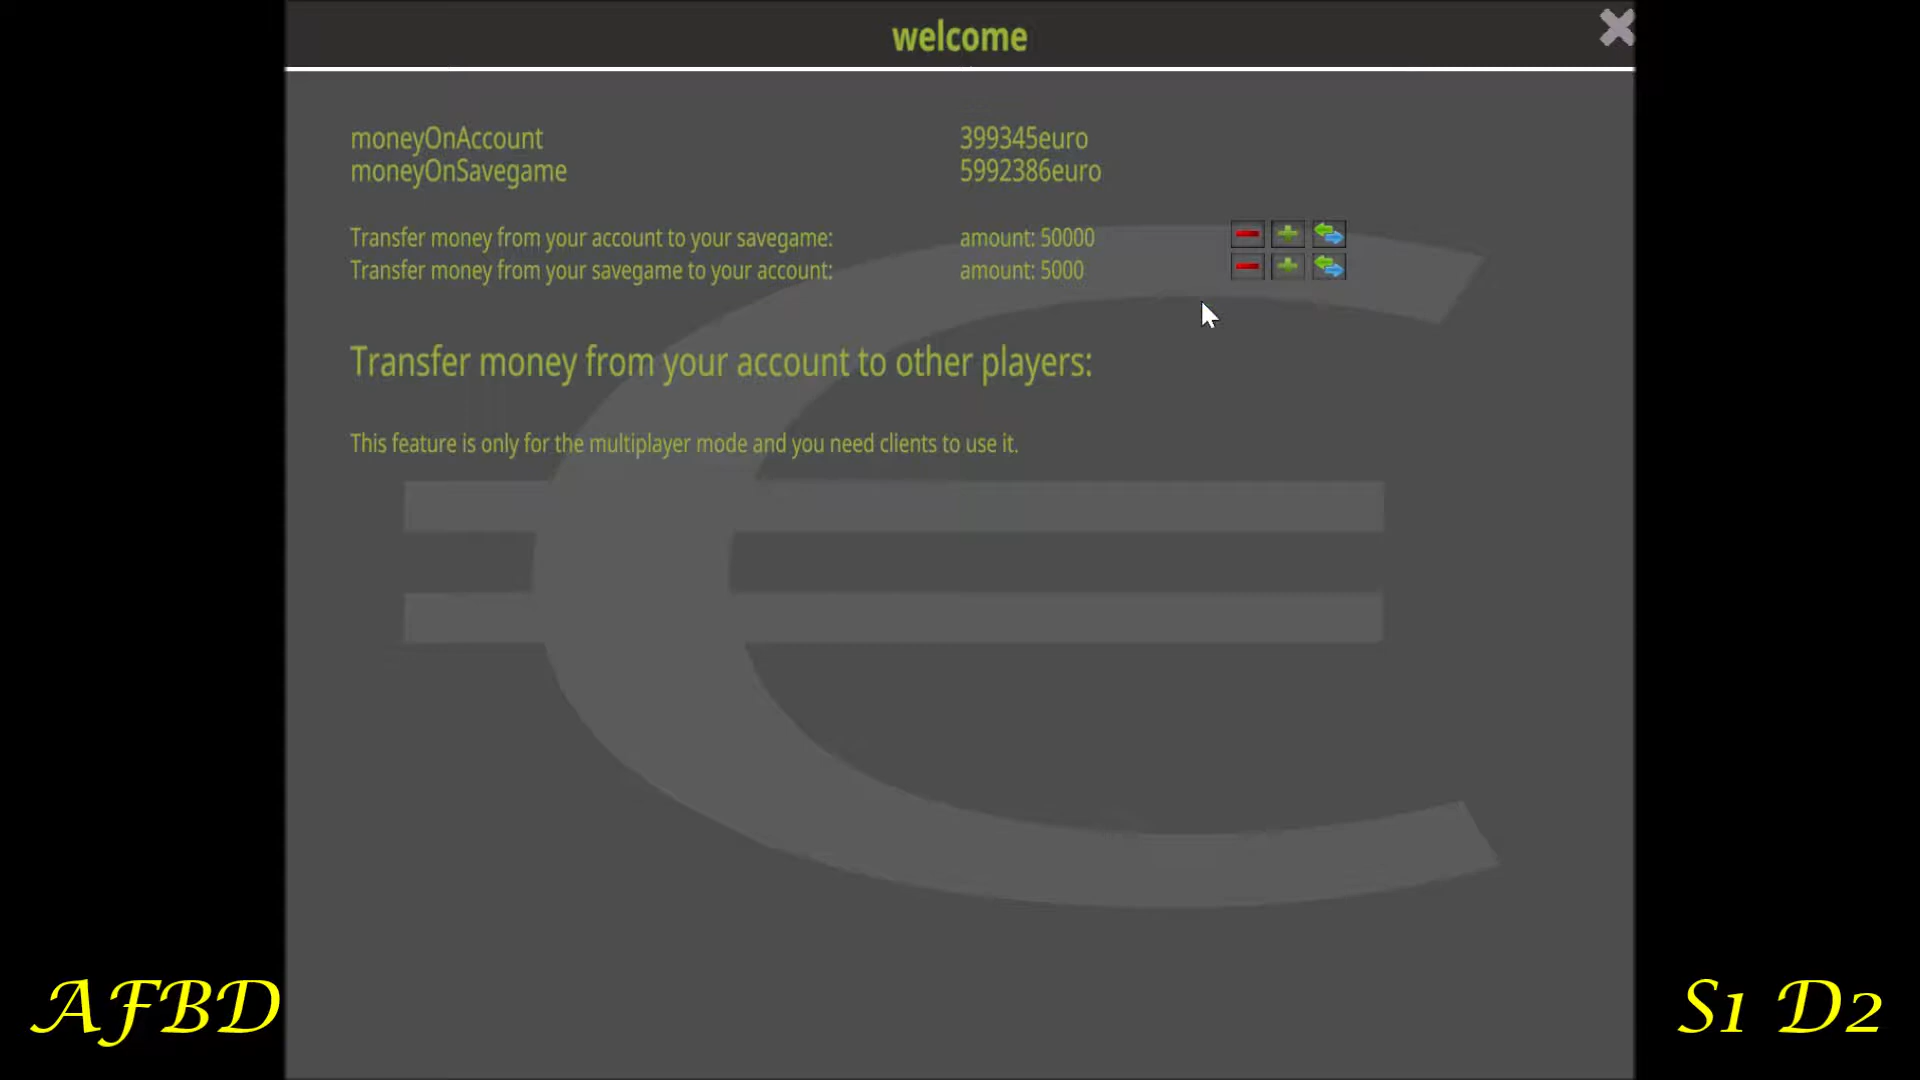 welcome
moneyOnAccount 399345euro
moneyOnSavegame 5992386euro
Transfer money from your account to your savegame: amount: 50000
Transfer money from your savegame to your account: amount: 5000
Transfer money from your account to other players:
This feature is only for the multiplayer mode and you need clients to use it.
AFBD S1 D2